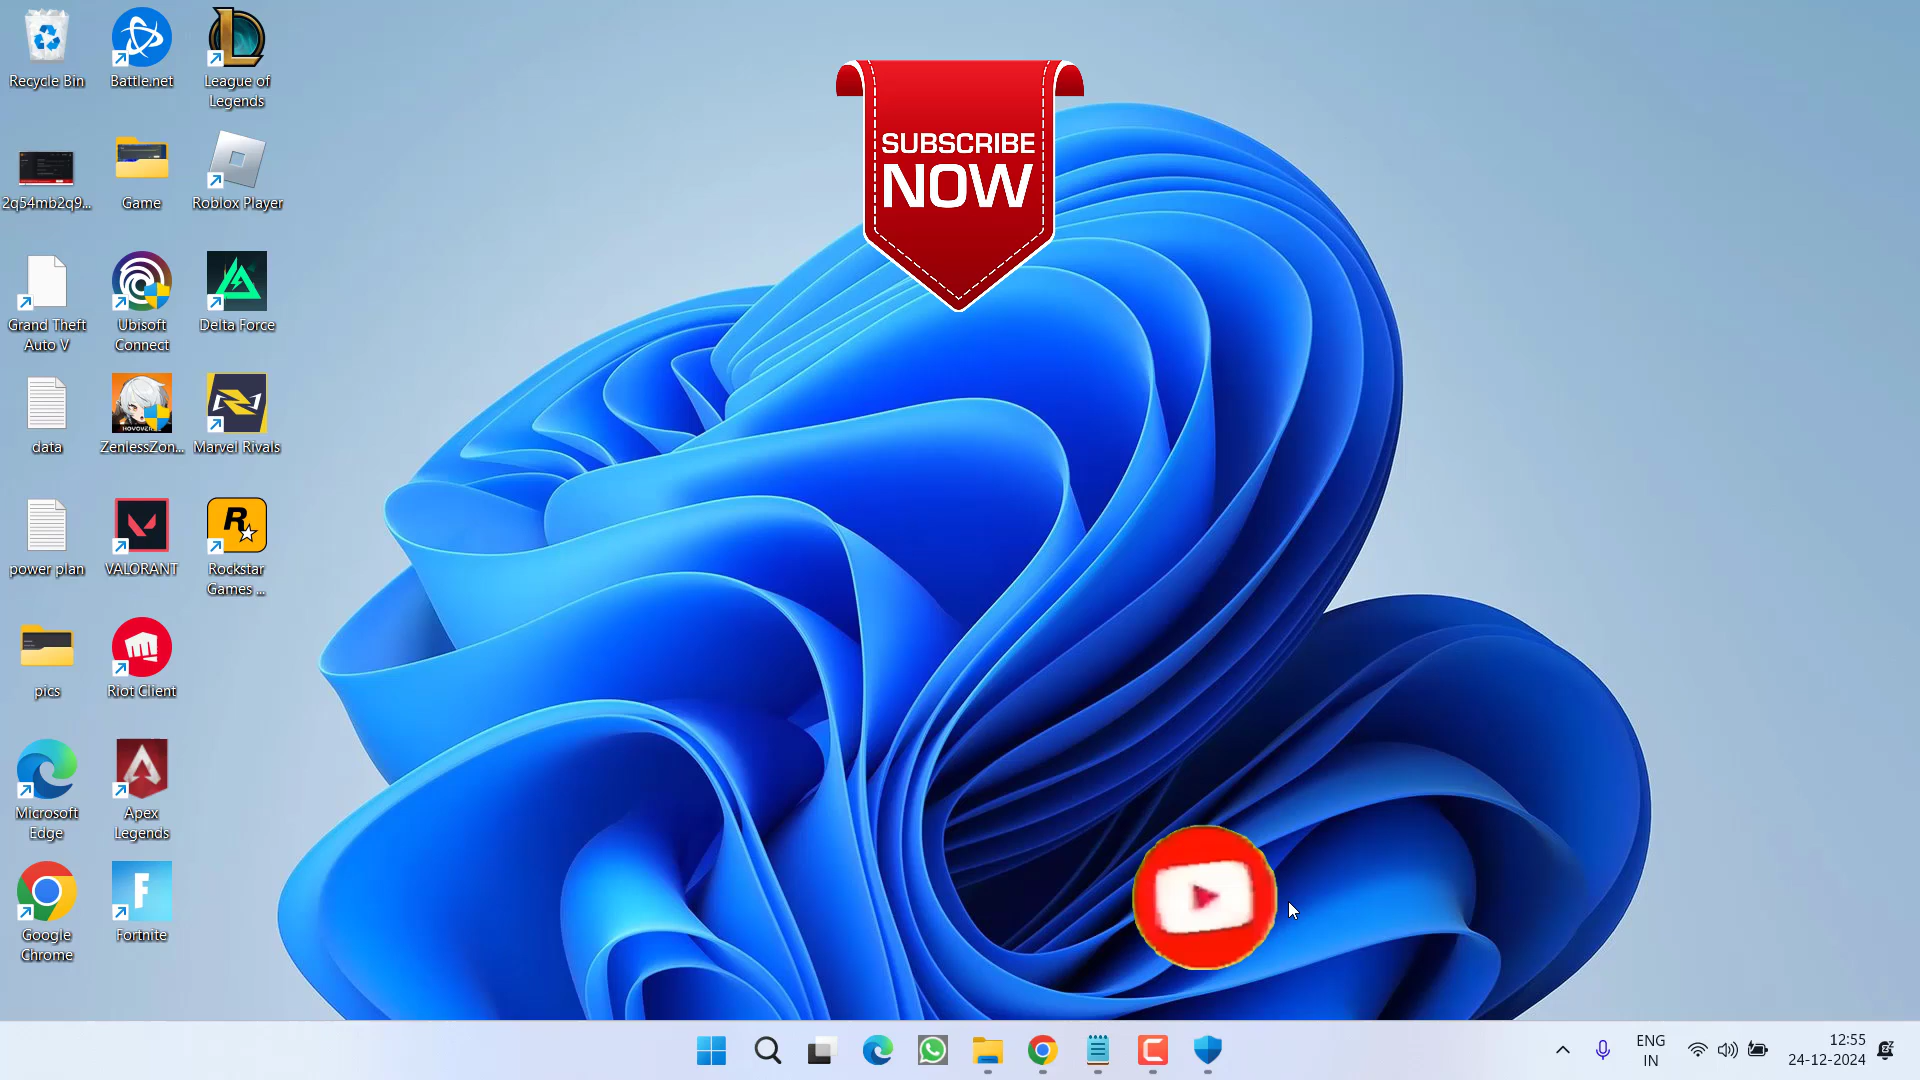 Recycle Bin
Battle.net
League of
Legends
SUBSCRIBE
NOW
2q54mb2q9...
Game
Roblox Player
Grand Theft
Auto V
Ubisoft
Connect
Delta Force
data
ZenlessZon...
Marvel Rivals
power plan
VALORANT
Rockstar
Games ...
pics
Riot Client
Microsoft
Edge
Apex
Legends
Google
Chrome
Fortnite
ENG
IN
12:55
24-12-2024